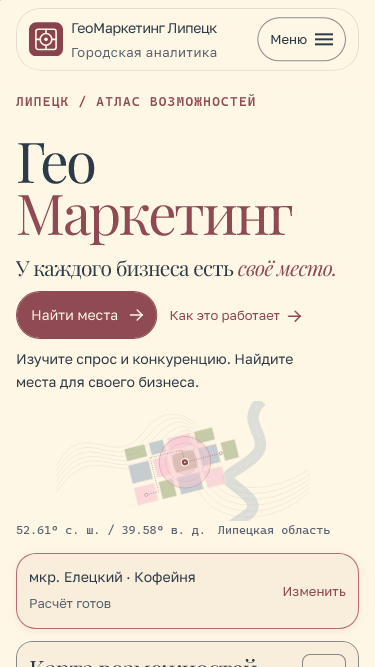 ГеоМаркетинг Липецк
Городская аналитика
Меню
ЛИПЕЦК / АТЛАС ВОЗМОЖНОСТЕЙ
Гео
Маркетинг
У каждого бизнеса есть своё место.
Найти места →
Как это работает →
Изучите спрос и конкуренцию. Найдите
места для своего бизнеса.
52.61° с. ш. / 39.58° в. д. Липецкая область
мкр. Елецкий · Кофейня
Расчёт готов
Изменить
Карта возможностей